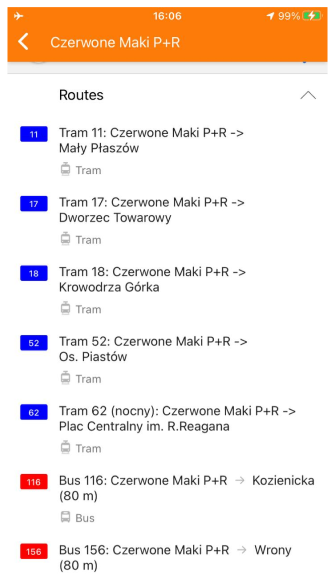 16:06
99%
Czerwone Maki P+R
Routes
11
Tram 11: Czerwone Maki P+R ->
Mały Płaszów
Tram
17
Tram 17: Czerwone Maki P+R ->
Dworzec Towarowy
Tram
18
Tram 18: Czerwone Maki P+R ->
Krowodrza Górka
Tram
52
Tram 52: Czerwone Maki P+R ->
Os. Piastów
Tram
62
Tram 62 (nocny): Czerwone Maki P+R ->
Plac Centralny im. R.Reagana
Tram
116
Bus 116: Czerwone Maki P+R → Kozienicka
(80 m)
Bus
156
Bus 156: Czerwone Maki P+R → Wrony
(80 m)